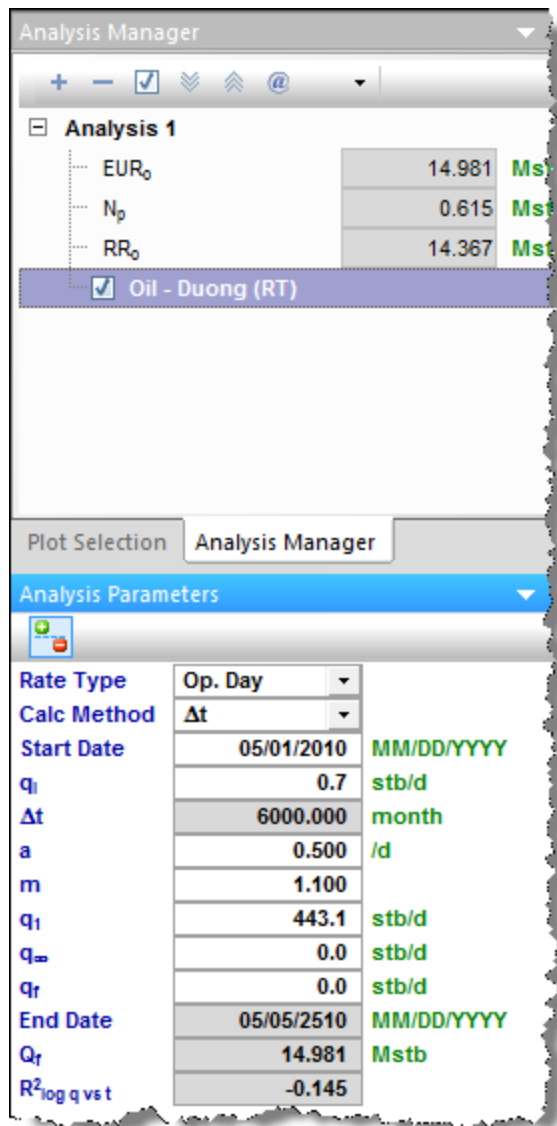 Analysis Manager
@
Analysis 1
EURo 14.981 Mst
Np 0.615 Mst
RRo 14.367 Mst
Oil - Duong (RT)
Plot Selection Analysis Manager
Analysis Parameters
Rate Type Op. Day
Calc Method Δt
Start Date 05/01/2010 MM/DD/YYYY
qi 0.7 stb/d
Δt 6000.000 month
a 0.500 /d
m 1.100
q1 443.1 stb/d
q∞ 0.0 stb/d
qf 0.0 stb/d
End Date 05/05/2510 MM/DD/YYYY
Qf 14.981 Mstb
R²log q vs t -0.145